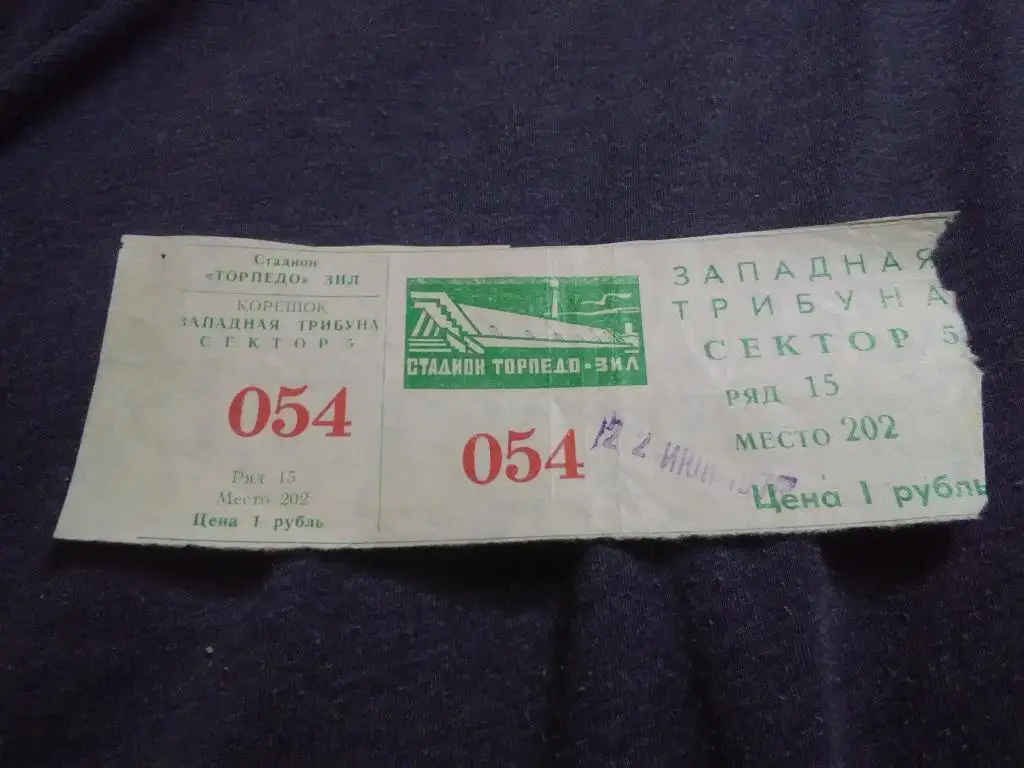 Стадион
«ТОРПЕДО» ЗИЛ
КОРЕШОК
ЗАПАДНАЯ ТРИБУНА
СЕКТОР 5
054
Ряд 15
Место 202
Цена 1 рубль
СТАДИОН ТОРПЕДО•ЗИЛ
054
ЗАПАДНАЯ
ТРИБУНА
СЕКТОР 5
РЯД 15
МЕСТО 202
Цена 1 рубль